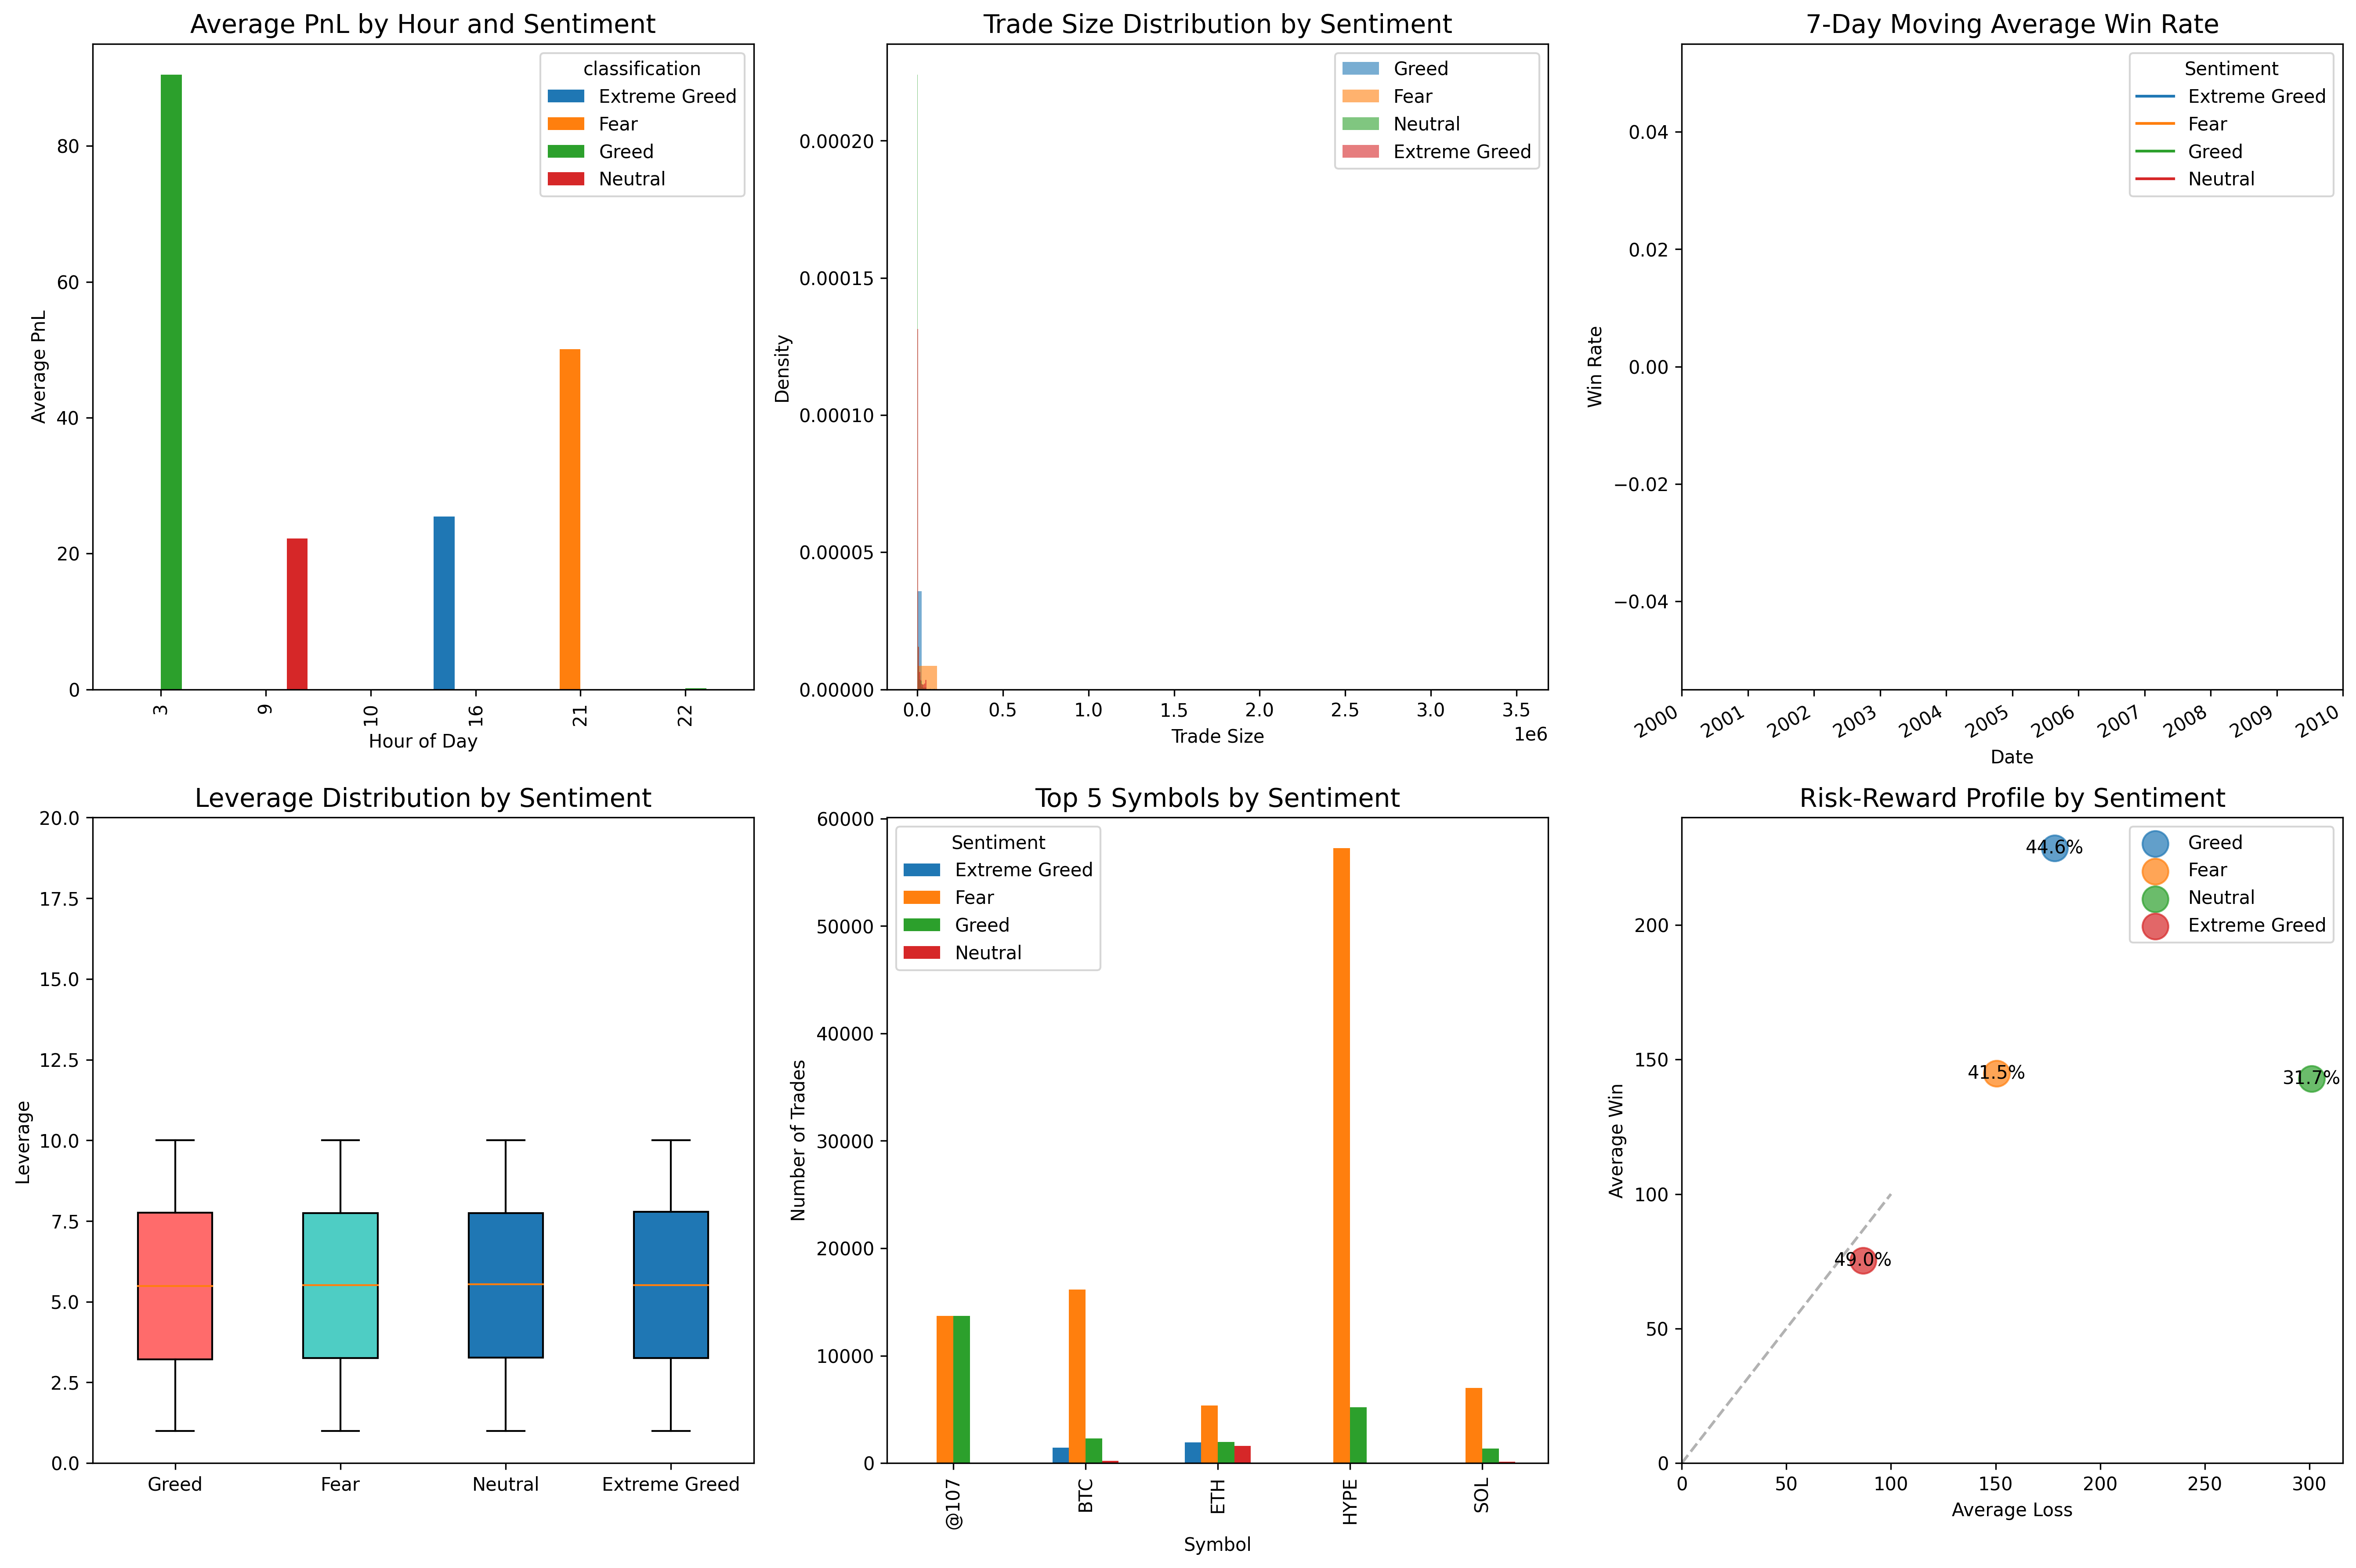 Average PnL by Hour and Sentiment
classification
Extreme Greed
Fear
Greed
Neutral
80
60
40
20
0
Average PnL
3
9
10
16
21
22
Hour of Day
Trade Size Distribution by Sentiment
Greed
Fear
Neutral
Extreme Greed
0.00020
0.00015
0.00010
0.00005
0.00000
Density
0.0
0.5
1.0
1.5
2.0
2.5
3.0
3.5
1e6
Trade Size
7-Day Moving Average Win Rate
Sentiment
Extreme Greed
Fear
Greed
Neutral
0.04
0.02
0.00
−0.02
−0.04
Win Rate
2000
2001
2002
2003
2004
2005
2006
2007
2008
2009
2010
Date
Leverage Distribution by Sentiment
20.0
17.5
15.0
12.5
10.0
7.5
5.0
2.5
0.0
Leverage
Greed
Fear
Neutral
Extreme Greed
Top 5 Symbols by Sentiment
Sentiment
Extreme Greed
Fear
Greed
Neutral
60000
50000
40000
30000
20000
10000
0
Number of Trades
@107
BTC
ETH
HYPE
SOL
Symbol
Risk-Reward Profile by Sentiment
Greed
Fear
Neutral
Extreme Greed
44.6%
41.5%
31.7%
49.0%
200
150
100
50
0
Average Win
0
50
100
150
200
250
300
Average Loss